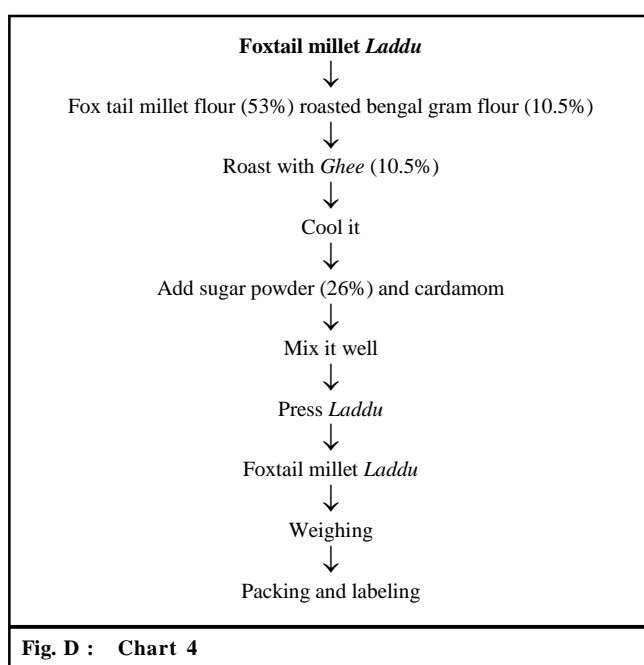 Foxtail millet Laddu
↓
Fox tail millet flour (53%) roasted bengal gram flour (10.5%)
↓
Roast with Ghee (10.5%)
↓
Cool it
↓
Add sugar powder (26%) and cardamom
↓
Mix it well
↓
Press Laddu
↓
Foxtail millet Laddu
↓
Weighing
↓
Packing and labeling
Fig. D : Chart 4